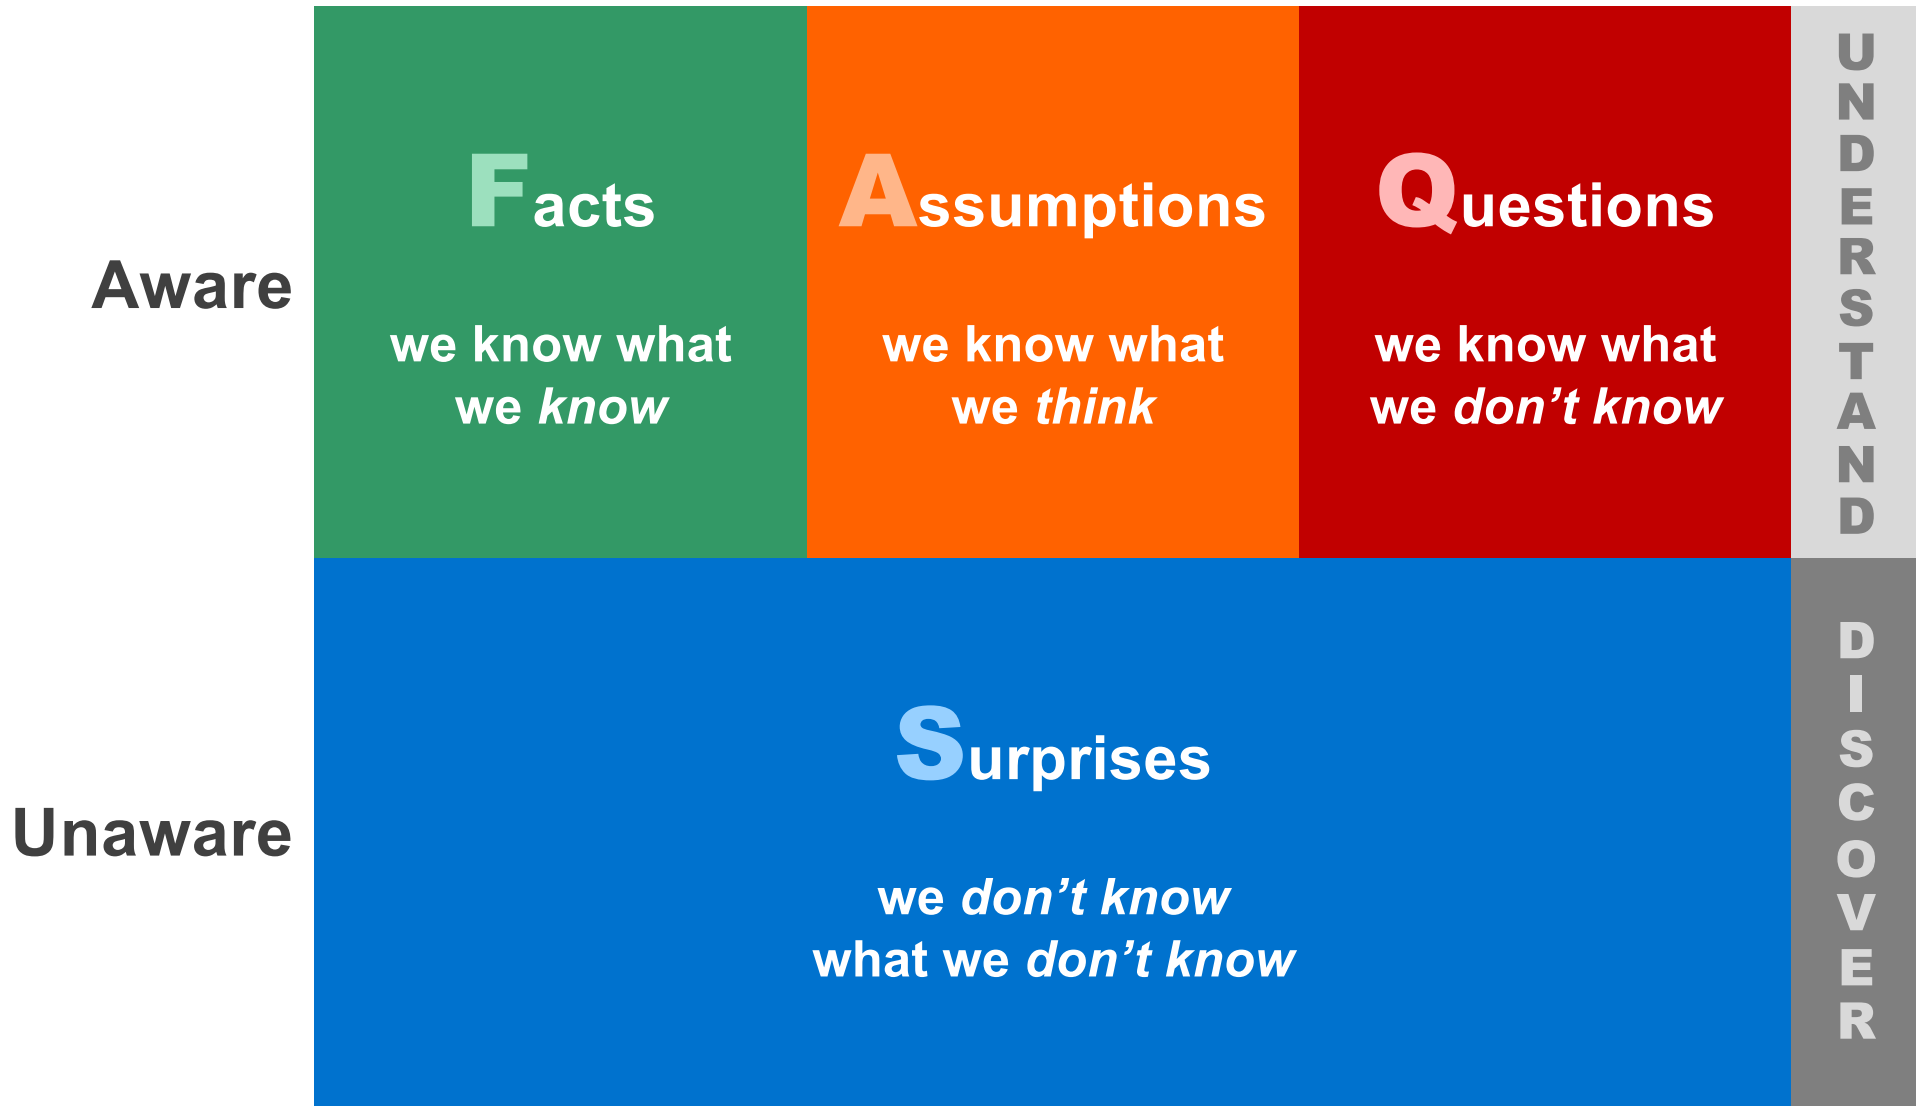 Aware
Facts
we know what
we know
Assumptions
we know what
we think
Questions
we know what
we don't know
UNDERSTAND
Unaware
Surprises
we don't know
what we don't know
DISCOVER